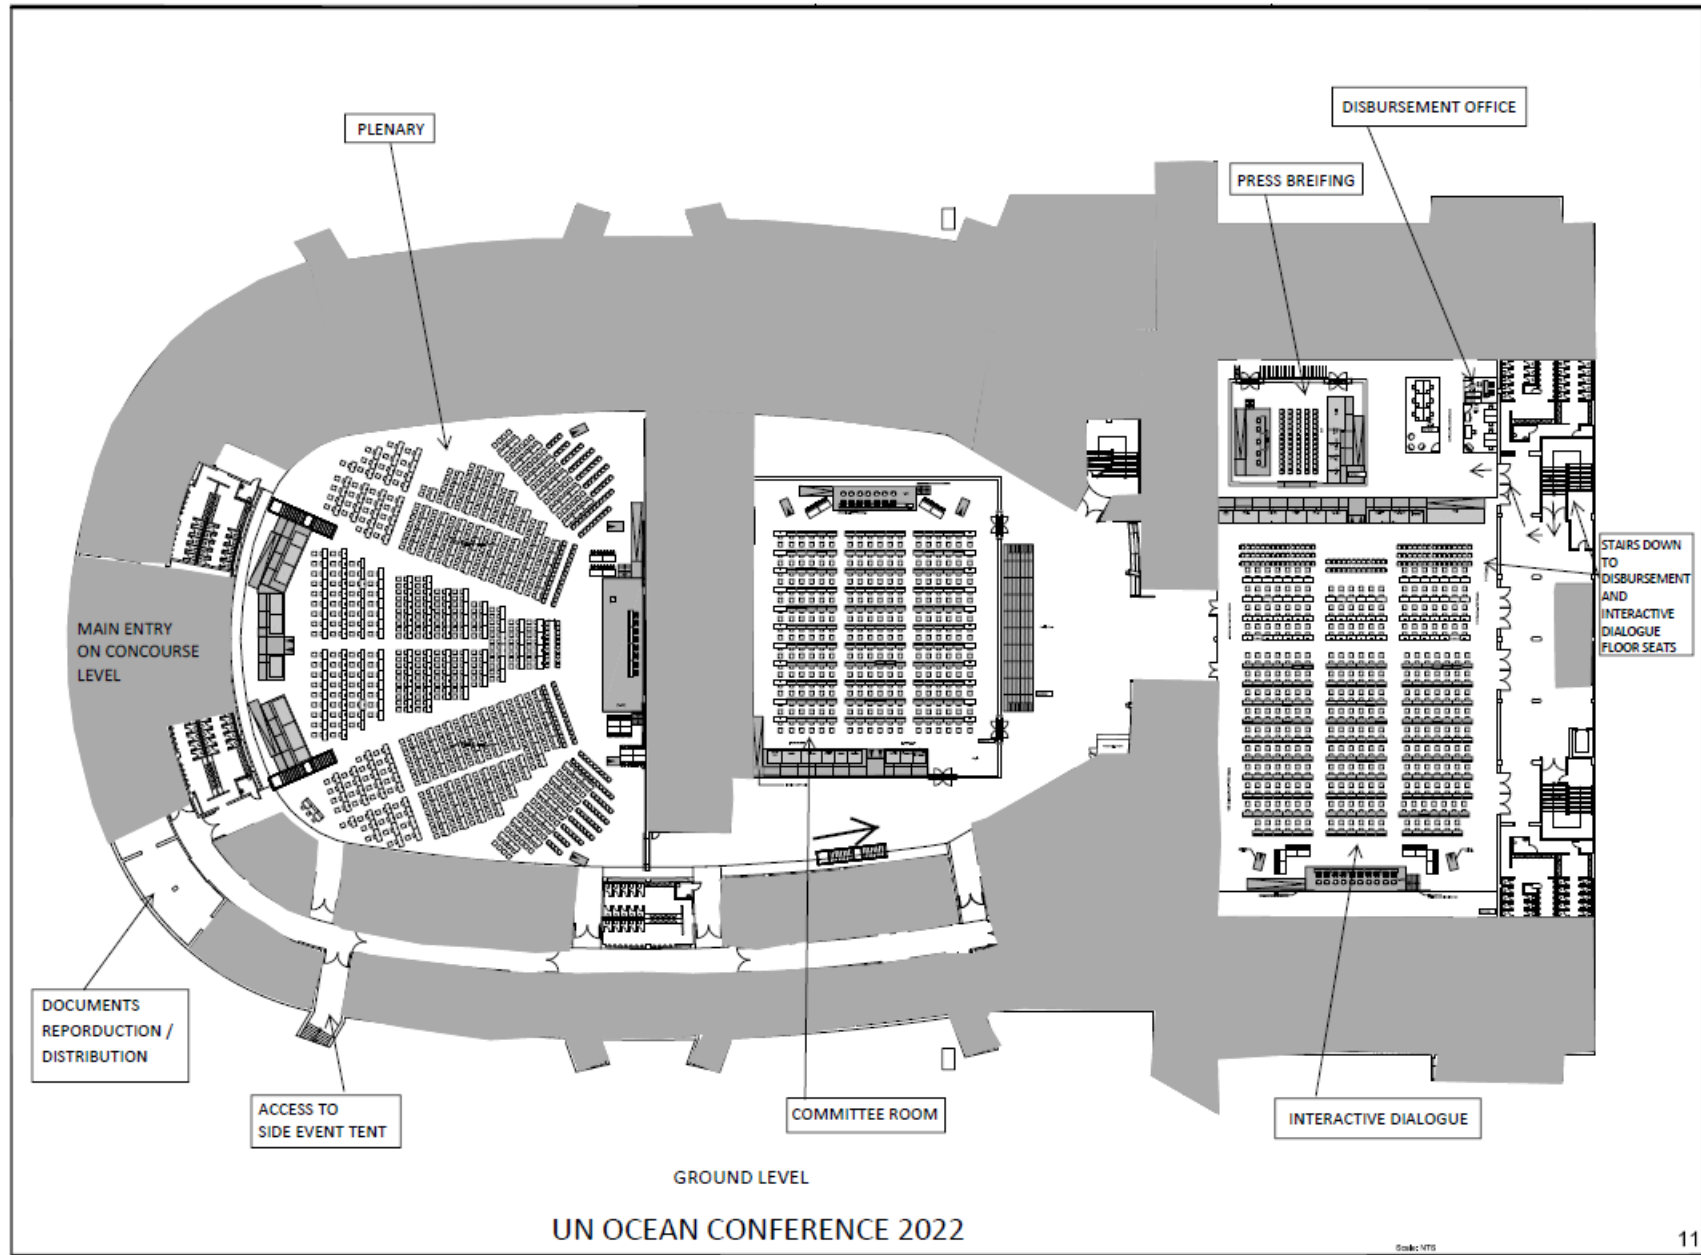 DISBURSEMENT OFFICE
PLENARY
PRESS BREIFING
STAIRS DOWN
TO
DISBURSEMENT
AND
INTERACTIVE
DIALOGUE
FLOOR SEATS
MAIN ENTRY
ON CONCOURSE
LEVEL
DOCUMENTS
REPORDUCTION /
DISTRIBUTION
ACCESS TO
SIDE EVENT TENT
COMMITTEE ROOM
INTERACTIVE DIALOGUE
GROUND LEVEL
UN OCEAN CONFERENCE 2022
Scale: NTS
11